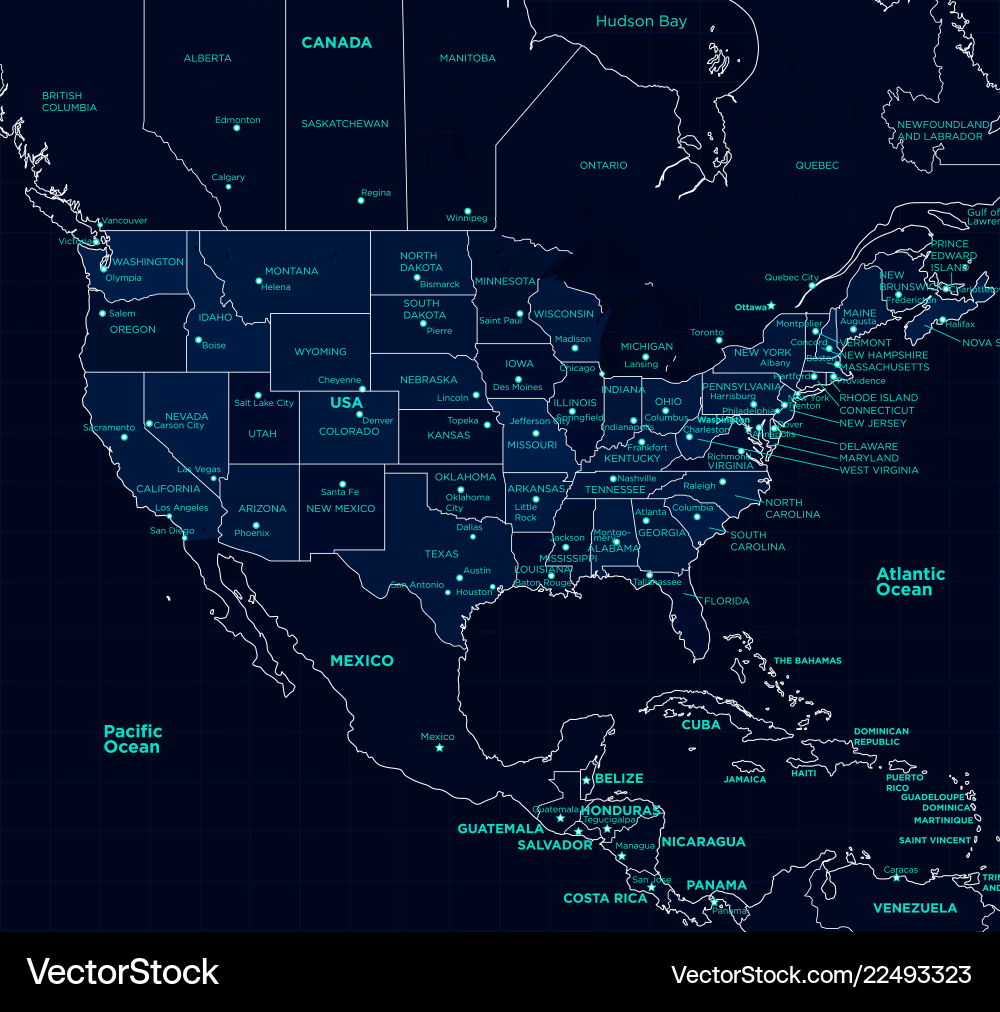 Hudson Bay
CANADA
ALBERTA
MANITOBA
BRITISH
COLUMBIA
Edmonton
SASKATCHEWAN
NEWFOUNDLAND
AND LABRADOR
ONTARIO
QUEBEC
Calgary
Regina
Winnipeg
Gulf of
Lawren
Vancouver
Victoria
WASHINGTON
Olympia
MONTANA
Helena
NORTH
DAKOTA
Bismarck
MINNESOTA
PRINCE
EDWARD
ISLAND
Quebec City
NEW
BRUNSWI
Fredericton
Charlotteto
Ottawa
Salem
OREGON
IDAHO
Boise
SOUTH
DAKOTA
Pierre
Saint Paul
WISCONSIN
Madison
MICHIGAN
Lansing
Toronto
MAINE
Augusta
Montpelier
Halifax
NOVA S
Concord
VERMONT
WYOMING
Cheyenne
NEBRASKA
Lincoln
IOWA
Des Moines
Chicago
NEW YORK
Albany
Boston
NEW HAMPSHIRE
MASSACHUSETTS
Hartford
Providence
USA
Denver
COLORADO
Salt Lake City
UTAH
NEVADA
Carson City
Sacramento
Topeka
KANSAS
Jefferson City
MISSOURI
ILLINOIS
Springfield
INDIANA
Indianapolis
OHIO
Columbus
PENNSYLVANIA
Harrisburg
Philadelphia
New York
Trenton
RHODE ISLAND
CONNECTICUT
NEW JERSEY
Washington
Dover
Annapolis
Charleston
Frankfort
KENTUCKY
Richmond
VIRGINIA
DELAWARE
MARYLAND
WEST VIRGINIA
Las Vegas
CALIFORNIA
Los Angeles
San Diego
ARIZONA
Phoenix
Santa Fe
NEW MEXICO
OKLAHOMA
Oklahoma
City
Dallas
ARKANSAS
Little
Rock
Nashville
TENNESSEE
Raleigh
NORTH
CAROLINA
Columbia
SOUTH
CAROLINA
Atlanta
GEORGIA
Montgo-
mery
ALABAMA
Jackson
MISSISSIPPI
TEXAS
Austin
San Antonio
Houston
LOUISIANA
Baton Rouge
Tallahassee
FLORIDA
Atlantic
Ocean
MEXICO
THE BAHAMAS
Pacific
Ocean
Mexico
CUBA
DOMINICAN
REPUBLIC
JAMAICA
HAITI
PUERTO
RICO
GUADELOUPE
DOMINICA
MARTINIQUE
SAINT VINCENT
BELIZE
Guatemala
HONDURAS
Tegucigalpa
GUATEMALA
SALVADOR
Managua
NICARAGUA
San Jose
COSTA RICA
PANAMA
Panama
Caracas
VENEZUELA
TRIN
AND
VectorStock
VectorStock.com/22493323